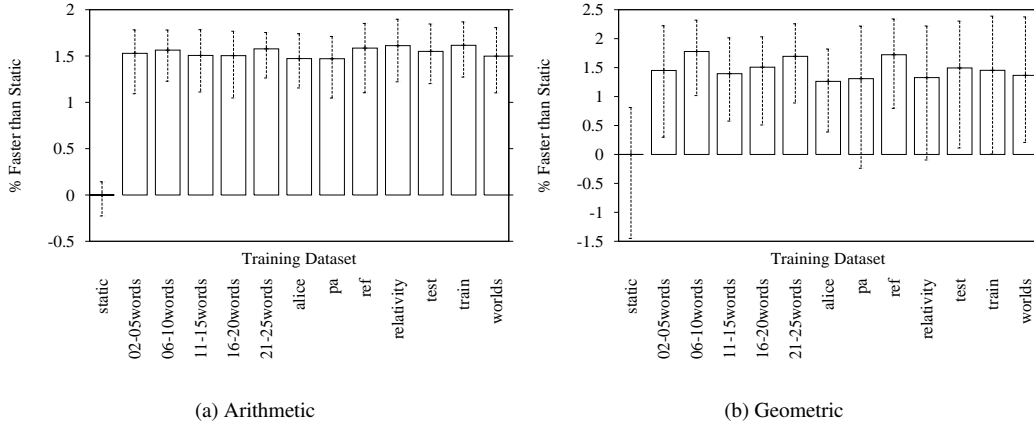 % Faster than Static
2
1.5
1
0.5
0
-0.5
Training Dataset
static
02-05words
06-10words
11-15words
16-20words
21-25words
alice
pa
ref
relativity
test
train
worlds
(a) Arithmetic
% Faster than Static
2.5
2
1.5
1
0.5
0
-0.5
-1
-1.5
Training Dataset
static
02-05words
06-10words
11-15words
16-20words
21-25words
alice
pa
ref
relativity
test
train
worlds
(b) Geometric